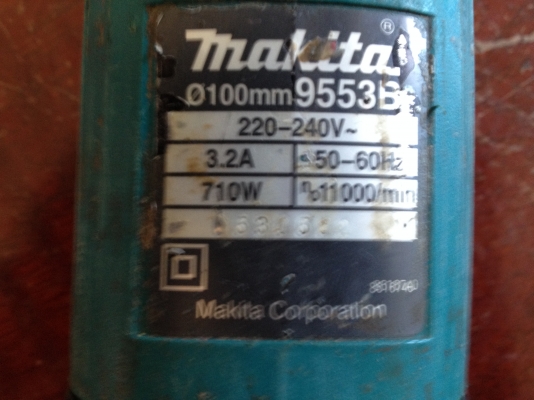 makita®
Ø100mm 9553B
220-240V~
3.2A 50-60Hz
710W n₀11000/min
Makita Corporation